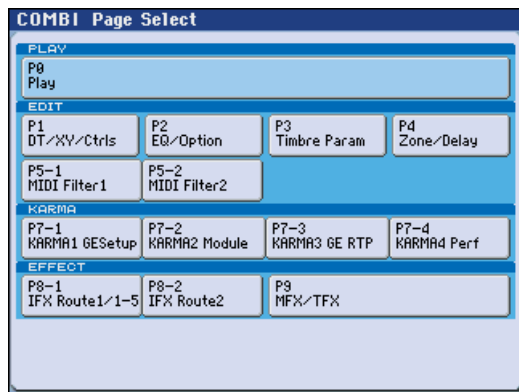 COMBI Page Select
PLAY
P0
Play
EDIT
P1
DT/XY/Ctrls
P2
EQ/Option
P3
Timbre Param
P4
Zone/Delay
P5-1
MIDI Filter1
P5-2
MIDI Filter2
KARMA
P7-1
KARMA1 GESetup
P7-2
KARMA2 Module
P7-3
KARMA3 GE RTP
P7-4
KARMA4 Perf
EFFECT
P8-1
IFX Route1/1-5
P8-2
IFX Route2
P9
MFX/TFX